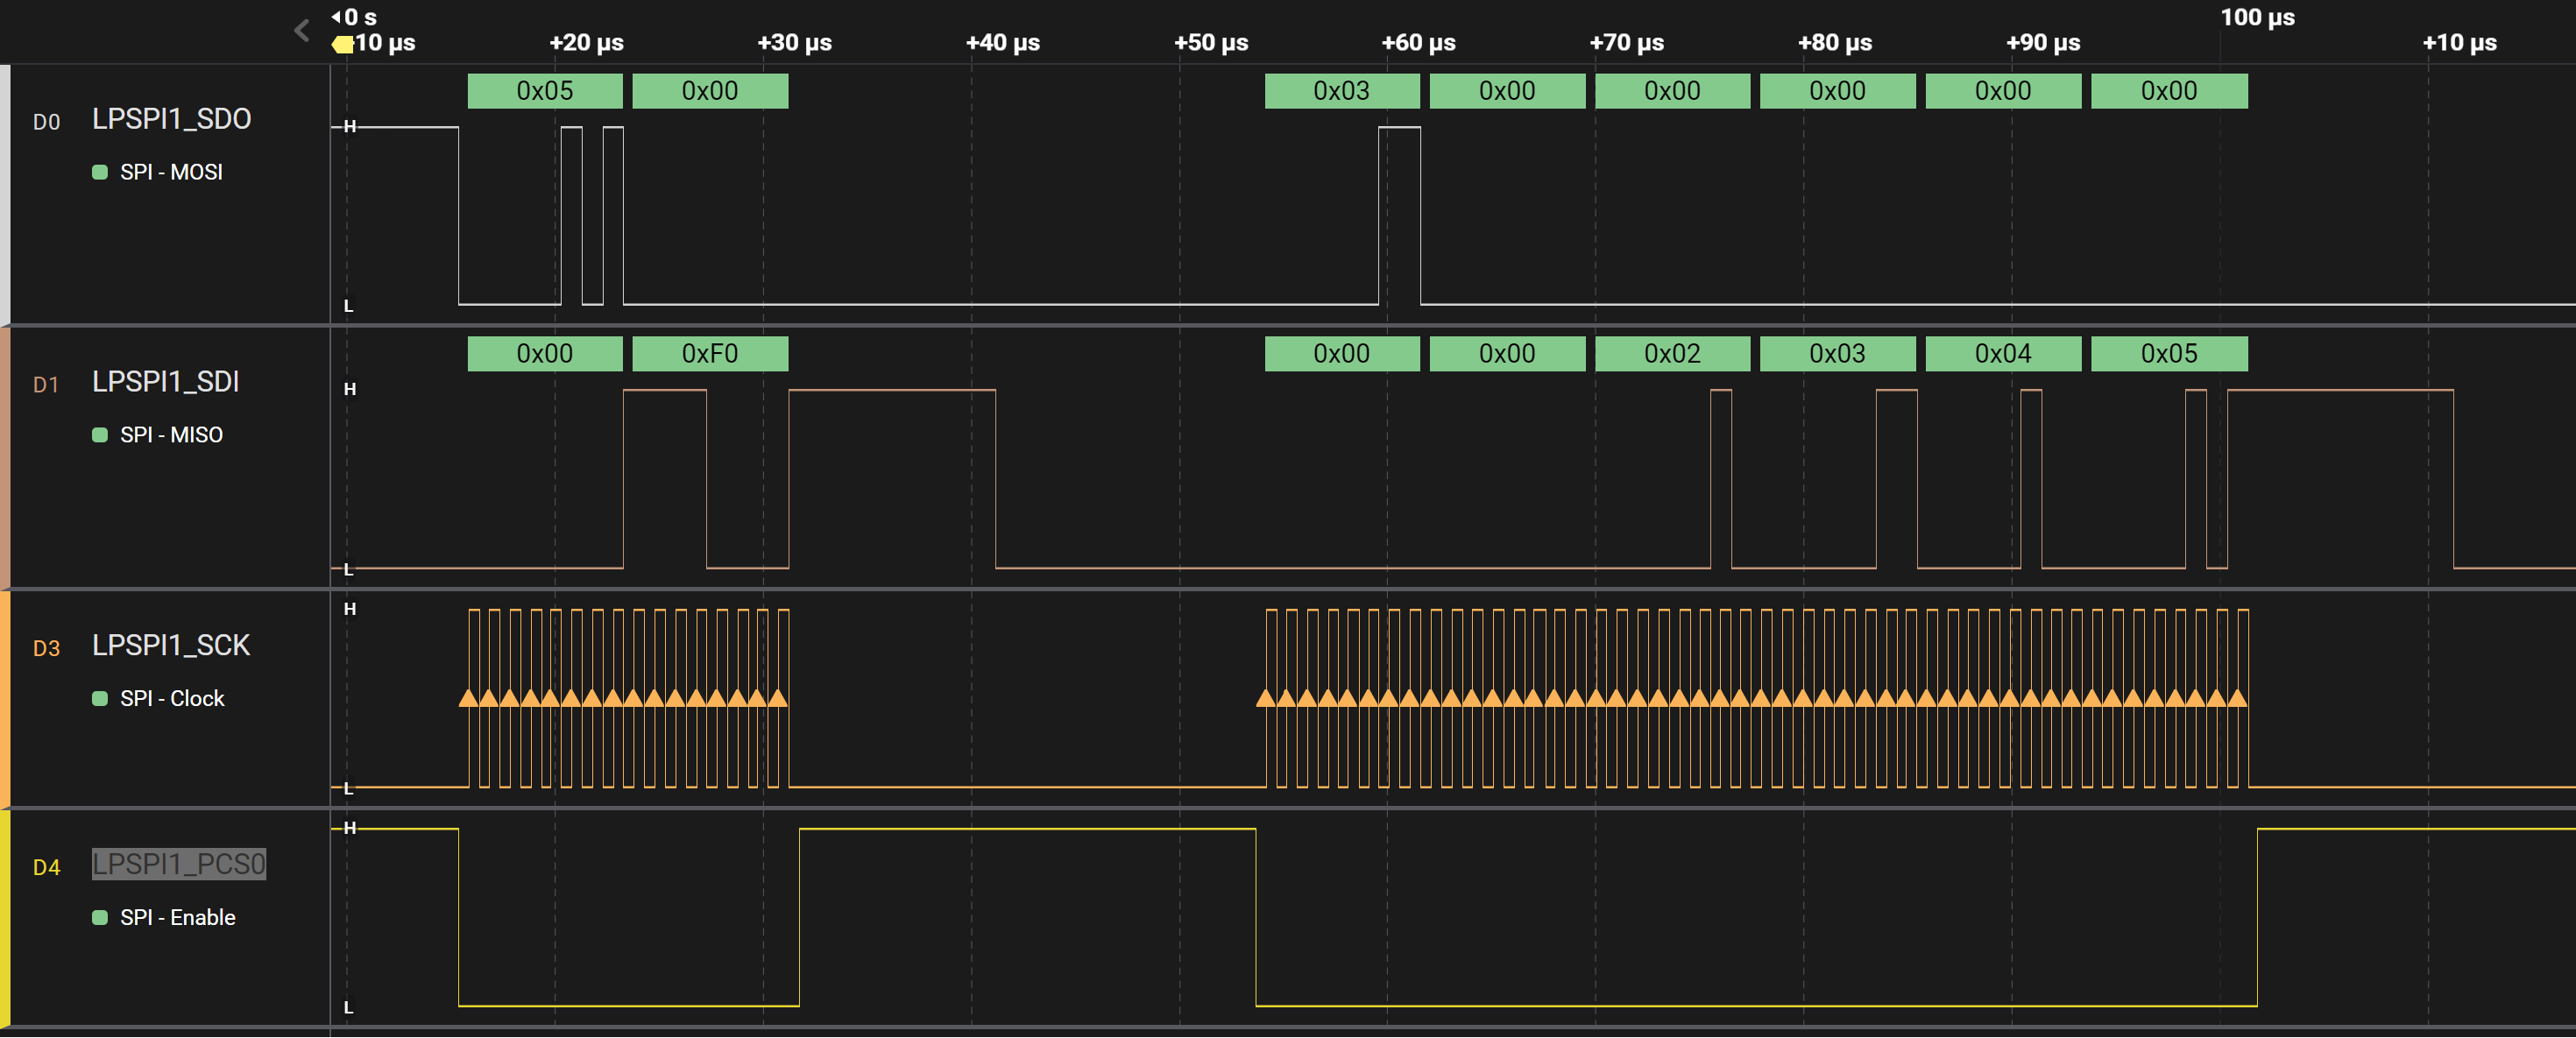 0 s
100 µs
+10 µs
+20 µs
+30 µs
+40 µs
+50 µs
+60 µs
+70 µs
+80 µs
+90 µs
+10 µs
0x05 0x00 0x03 0x00 0x00 0x00 0x00 0x00
D0 LPSPI1_SDO H
SPI - MOSI
L
0x00 0xF0 0x00 0x00 0x02 0x03 0x04 0x05
D1 LPSPI1_SDI H
SPI - MISO
L
H
D3 LPSPI1_SCK
SPI - Clock
L
H
D4 LPSPI1_PCS0
SPI - Enable
L